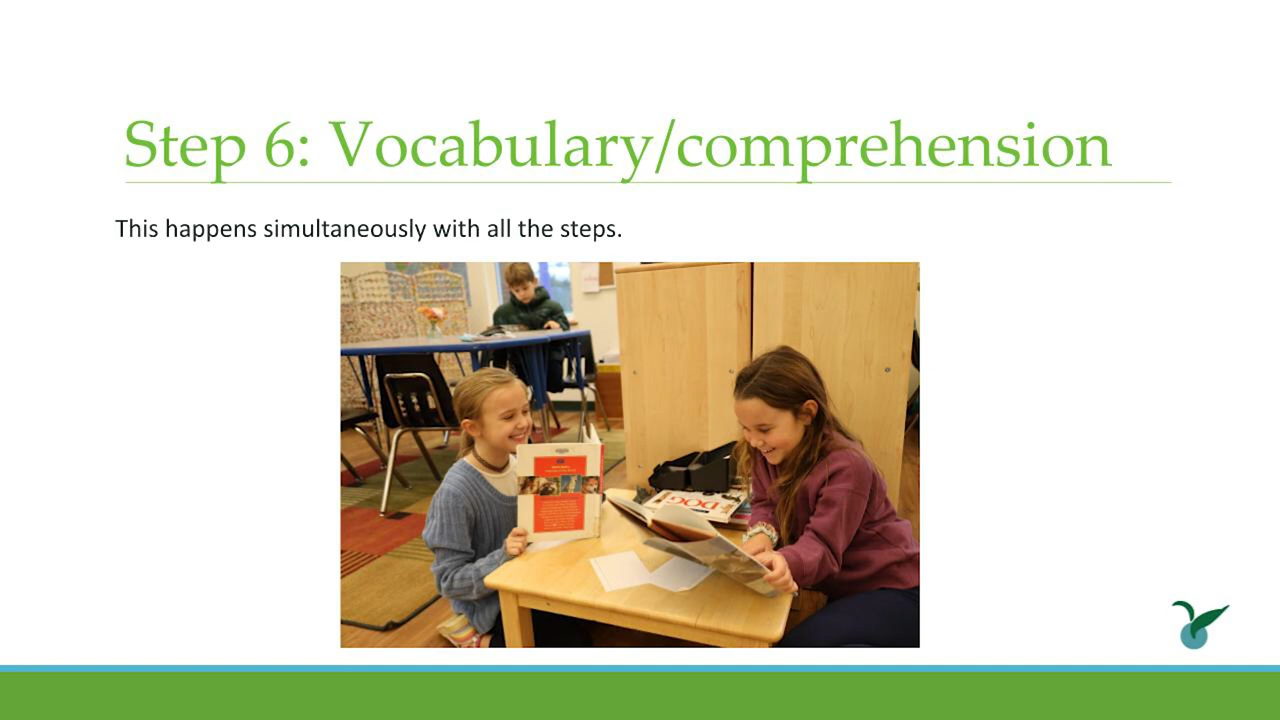 Step 6: Vocabulary/comprehension
This happens simultaneously with all the steps.
DOG